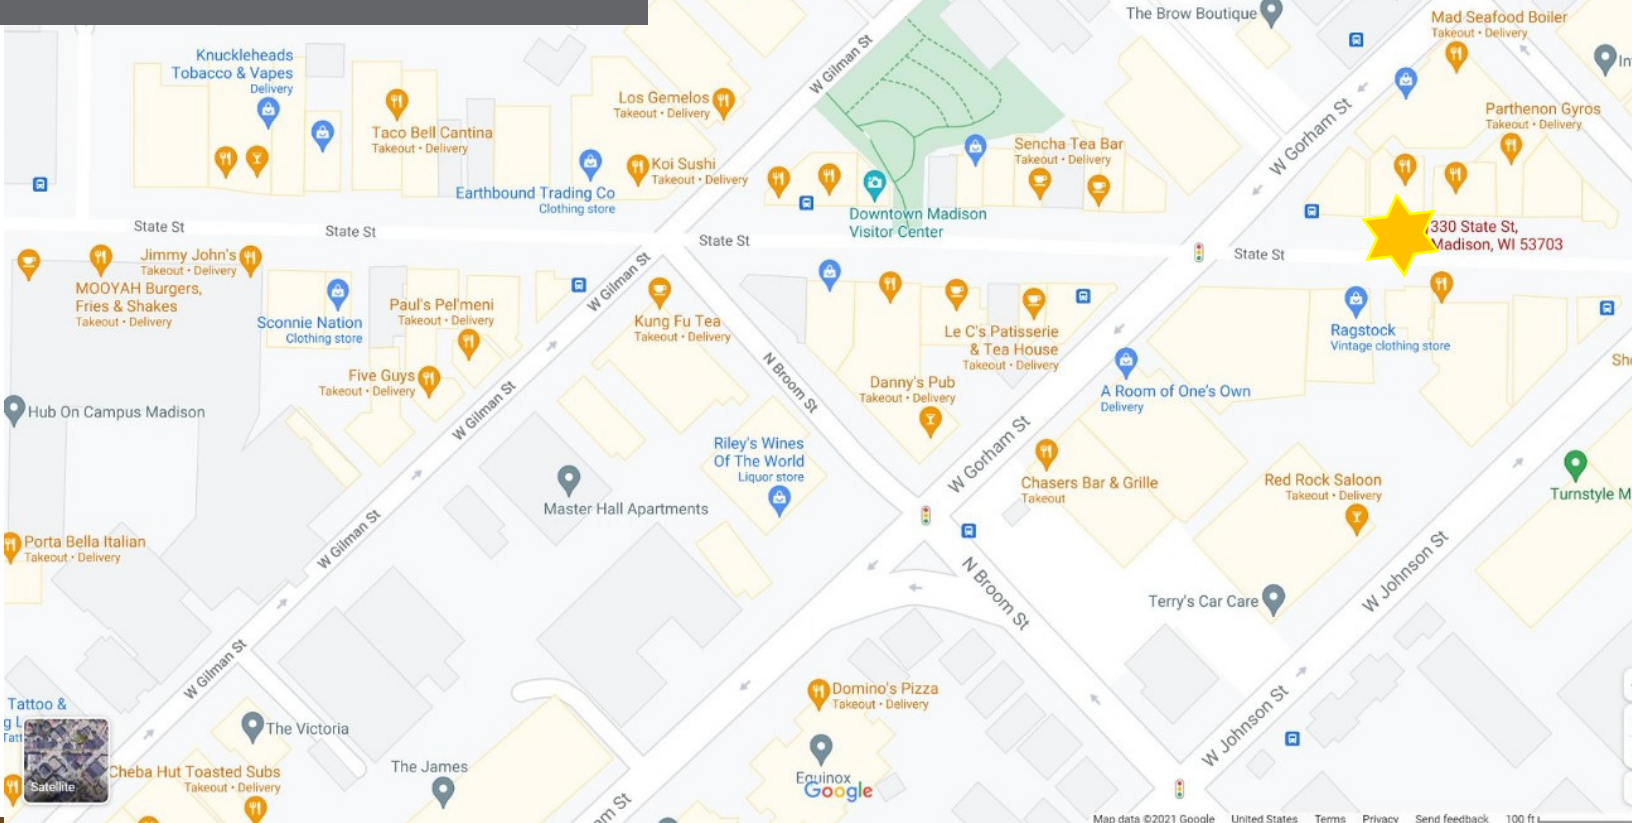 The Brow Boutique
Mad Seafood Boiler
Takeout • Delivery
Knuckleheads
Tobacco & Vapes
Delivery
W Gilman St
Los Gemelos
Takeout • Delivery
W Gorham St
Parthenon Gyros
Takeout • Delivery
Taco Bell Cantina
Takeout • Delivery
Sencha Tea Bar
Takeout • Delivery
Koi Sushi
Takeout • Delivery
Earthbound Trading Co
Clothing store
Downtown Madison
Visitor Center
State St
State St
State St
State St
330 State St,
Madison, WI 53703
Jimmy John's
Takeout • Delivery
MOOYAH Burgers,
Fries & Shakes
Takeout • Delivery
W Gilman St
Sconnie Nation
Clothing store
Paul's Pel'meni
Takeout • Delivery
Kung Fu Tea
Takeout • Delivery
Le C's Patisserie
& Tea House
Takeout • Delivery
Ragstock
Vintage clothing store
Five Guys
Takeout • Delivery
N Broom St
Danny's Pub
Takeout • Delivery
A Room of One's Own
Delivery
Hub On Campus Madison
W Gilman St
Riley's Wines
Of The World
Liquor store
W Gorham St
Chasers Bar & Grille
Takeout
Red Rock Saloon
Takeout • Delivery
Turnstyle M
Master Hall Apartments
Porta Bella Italian
Takeout • Delivery
W Gilman St
N Broom St
W Johnson St
Terry's Car Care
W Gilman St
Domino's Pizza
Takeout • Delivery
Tattoo &
The Victoria
W Johnson St
Cheba Hut Toasted Subs
Takeout • Delivery
Satellite
The James
Equinox
Google
am St
Map data ©2021 Google United States Terms Privacy Send feedback 100 ft